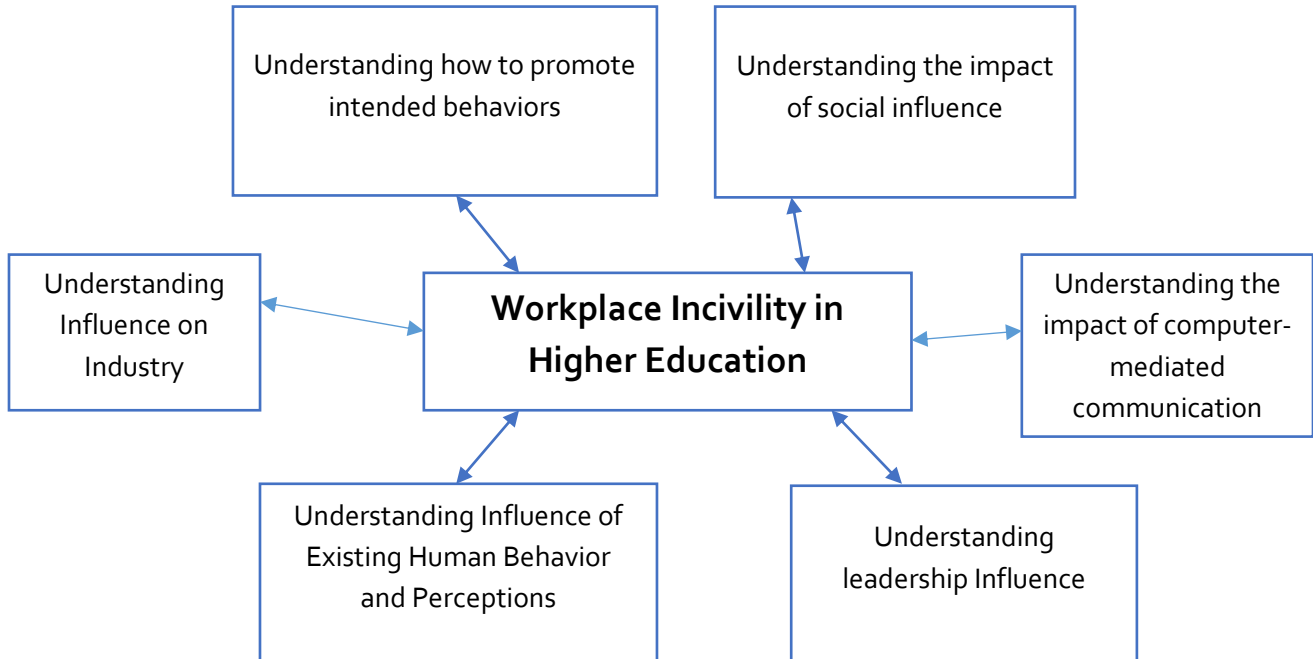 Understanding how to promote
intended behaviors
Understanding the impact
of social influence
Understanding
Influence on
Industry
Workplace Incivility in
Higher Education
Understanding the
impact of computer-
mediated
communication
Understanding Influence of
Existing Human Behavior
and Perceptions
Understanding
leadership Influence